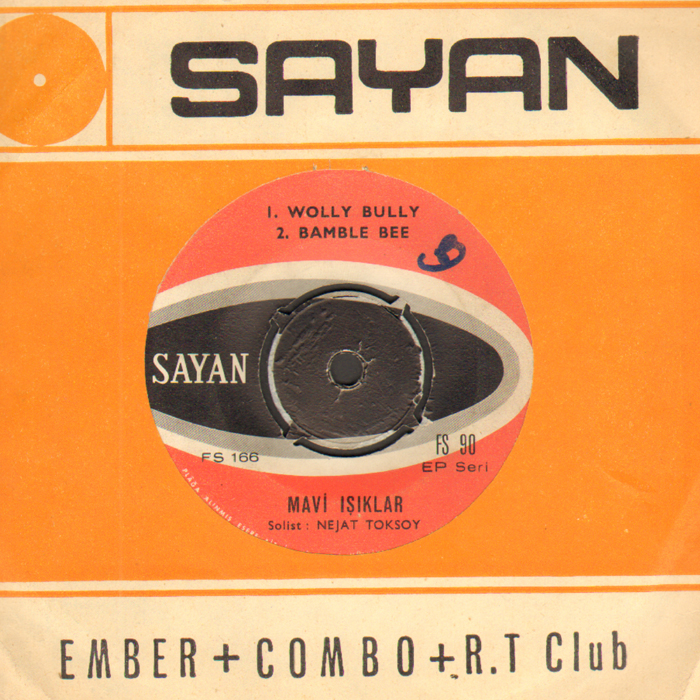 SAYAN
1. WOLLY BULLY
2. BAMBLE BEE
SAYAN
FS 166
FS 90
EP Seri
MAVİ IŞIKLAR
Solist : NEJAT TOKSOY
EMBER + COMBO + R.T Club